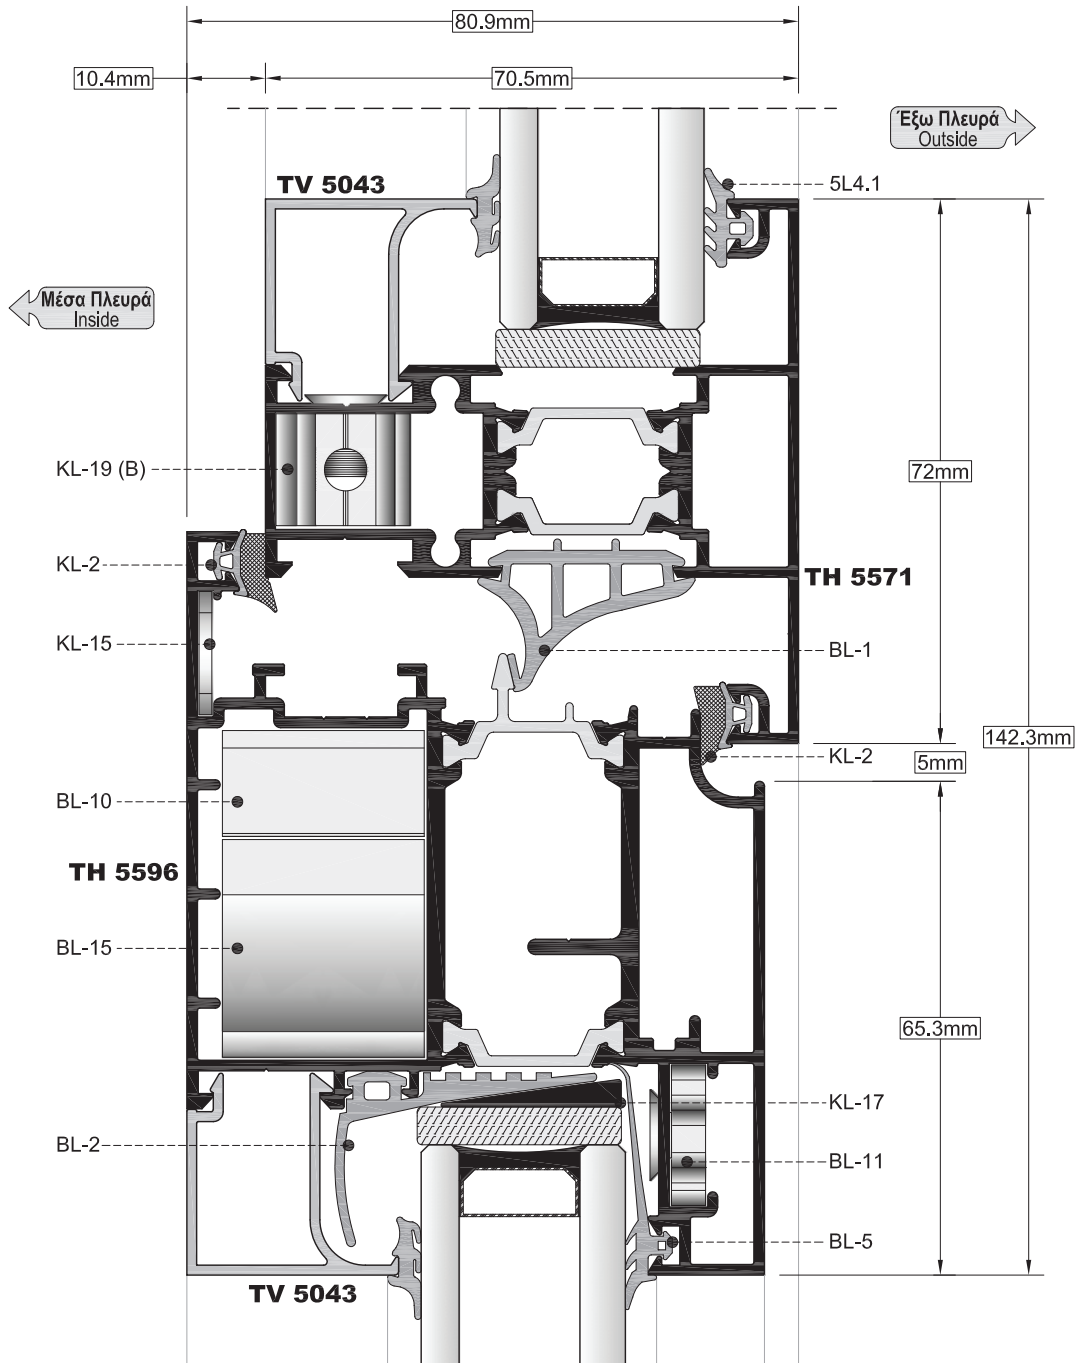 80.9mm
10.4mm
70.5mm
Έξω Πλευρά
Outside
TV 5043
5L4.1
Μέσα Πλευρά
Inside
KL-19 (B)
72mm
KL-2
TH 5571
KL-15
BL-1
142.3mm
KL-2
5mm
BL-10
TH 5596
BL-15
65.3mm
KL-17
BL-2
BL-11
BL-5
TV 5043